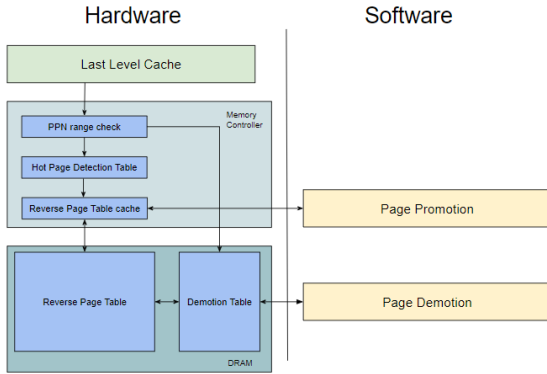 Hardware
Software
Last Level Cache
Memory
Controller
PPN range check
Hot Page Detection Table
Reverse Page Table cache
Page Promotion
Reverse Page Table
Demotion Table
Page Demotion
DRAM